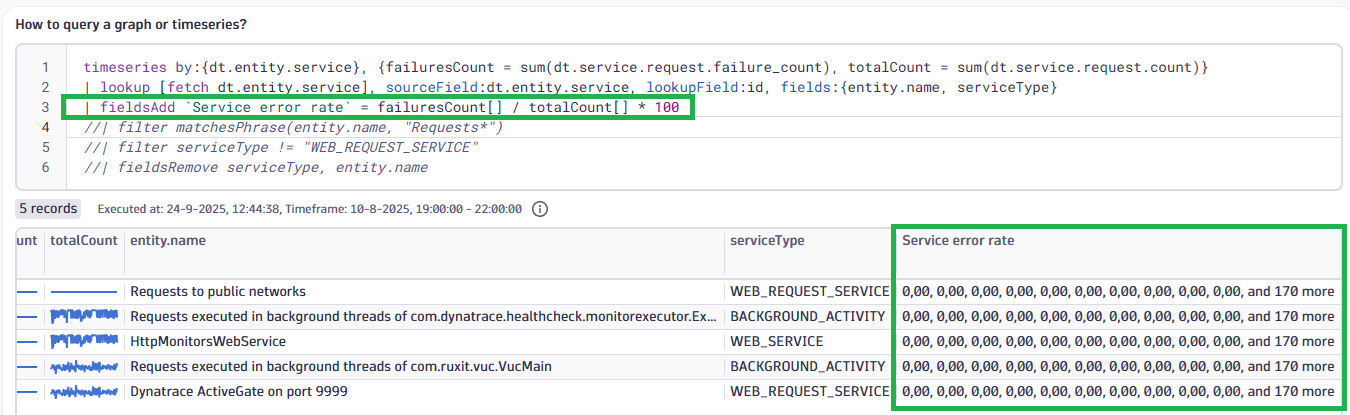 How to query a graph or timeseries?
1 timeseries by:{dt.entity.service}, {failuresCount = sum(dt.service.request.failure_count), totalCount = sum(dt.service.request.count)}
2 | lookup [fetch dt.entity.service], sourceField:dt.entity.service, lookupField:id, fields:{entity.name, serviceType}
3 | fieldsAdd `Service error rate` = failuresCount[] / totalCount[] * 100
4 //| filter matchesPhrase(entity.name, "Requests*")
5 //| filter serviceType != "WEB_REQUEST_SERVICE"
6 //| fieldsRemove serviceType, entity.name
5 records Executed at: 24-9-2025, 12:44:38, Timeframe: 10-8-2025, 19:00:00 - 22:00:00
unt totalCount entity.name serviceType Service error rate
Requests to public networks WEB_REQUEST_SERVICE 0,00, 0,00, 0,00, 0,00, 0,00, 0,00, 0,00, 0,00, 0,00, 0,00, and 170 more
Requests executed in background threads of com.dynatrace.healthcheck.monitorexecutor.Ex... BACKGROUND_ACTIVITY 0,00, 0,00, 0,00, 0,00, 0,00, 0,00, 0,00, 0,00, 0,00, 0,00, and 170 more
HttpMonitorsWebService WEB_SERVICE 0,00, 0,00, 0,00, 0,00, 0,00, 0,00, 0,00, 0,00, 0,00, 0,00, and 170 more
Requests executed in background threads of com.ruxit.vuc.VucMain BACKGROUND_ACTIVITY 0,00, 0,00, 0,00, 0,00, 0,00, 0,00, 0,00, 0,00, 0,00, 0,00, and 170 more
Dynatrace ActiveGate on port 9999 WEB_REQUEST_SERVICE 0,00, 0,00, 0,00, 0,00, 0,00, 0,00, 0,00, 0,00, 0,00, 0,00, and 170 more